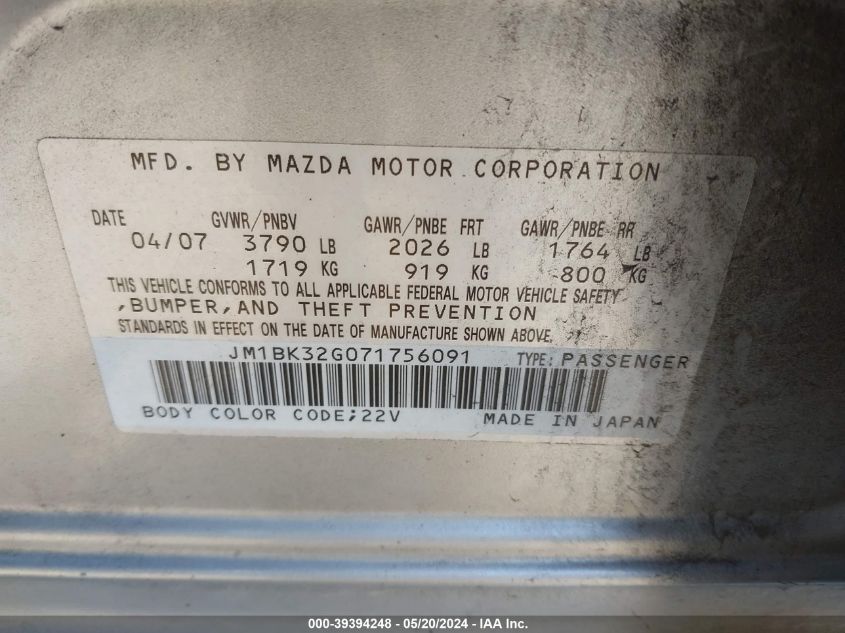 MFD. BY MAZDA MOTOR CORPORATION
DATE GVWR/PNBV GAWR/PNBE FRT GAWR/PNBE RR
04/07 3790 LB 2026 LB 1764 LB
1719 KG 919 KG 800 KG
THIS VEHICLE CONFORMS TO ALL APPLICABLE FEDERAL MOTOR VEHICLE SAFETY
,BUMPER,AND THEFT PREVENTION
STANDARDS IN EFFECT ON THE DATE OF MANUFACTURE SHOWN ABOVE.
JM1BK32G071756091 TYPE: PASSENGER
BODY COLOR CODE;22V MADE IN JAPAN
000-39394248 - 05/20/2024 - IAA Inc.